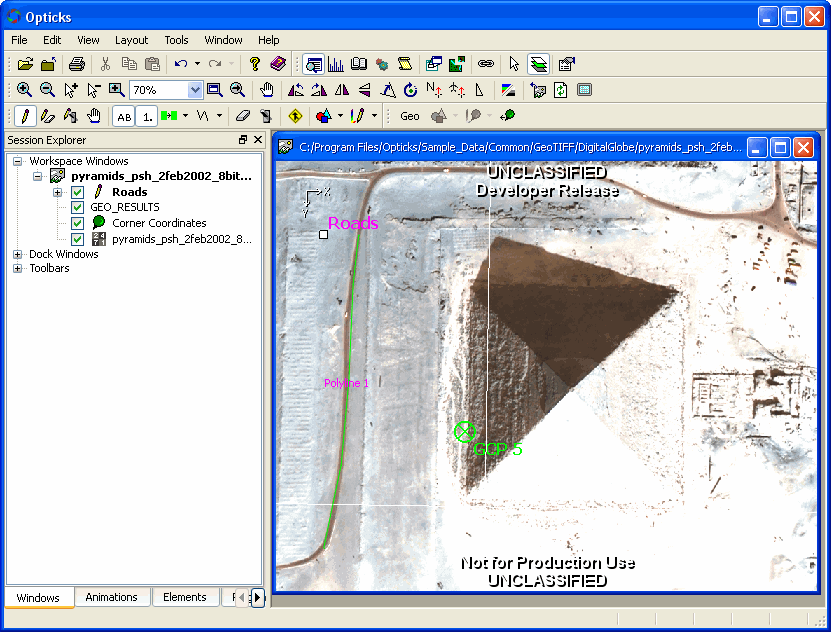 Opticks
File Edit View Layout Tools Window Help
70%
AB 1. Geo
Session Explorer
Workspace Windows
pyramids_psh_2feb2002_8bit...
Roads
GEO_RESULTS
Corner Coordinates
pyramids_psh_2feb2002_8...
Dock Windows
Toolbars
Windows Animations Elements
C:/Program Files/Opticks/Sample_Data/Common/GeoTIFF/DigitalGlobe/pyramids_psh_2feb...
UNCLASSIFIED
Developer Release
X
Y
Roads
Polyline 1
GCP 5
Not for Production Use
UNCLASSIFIED